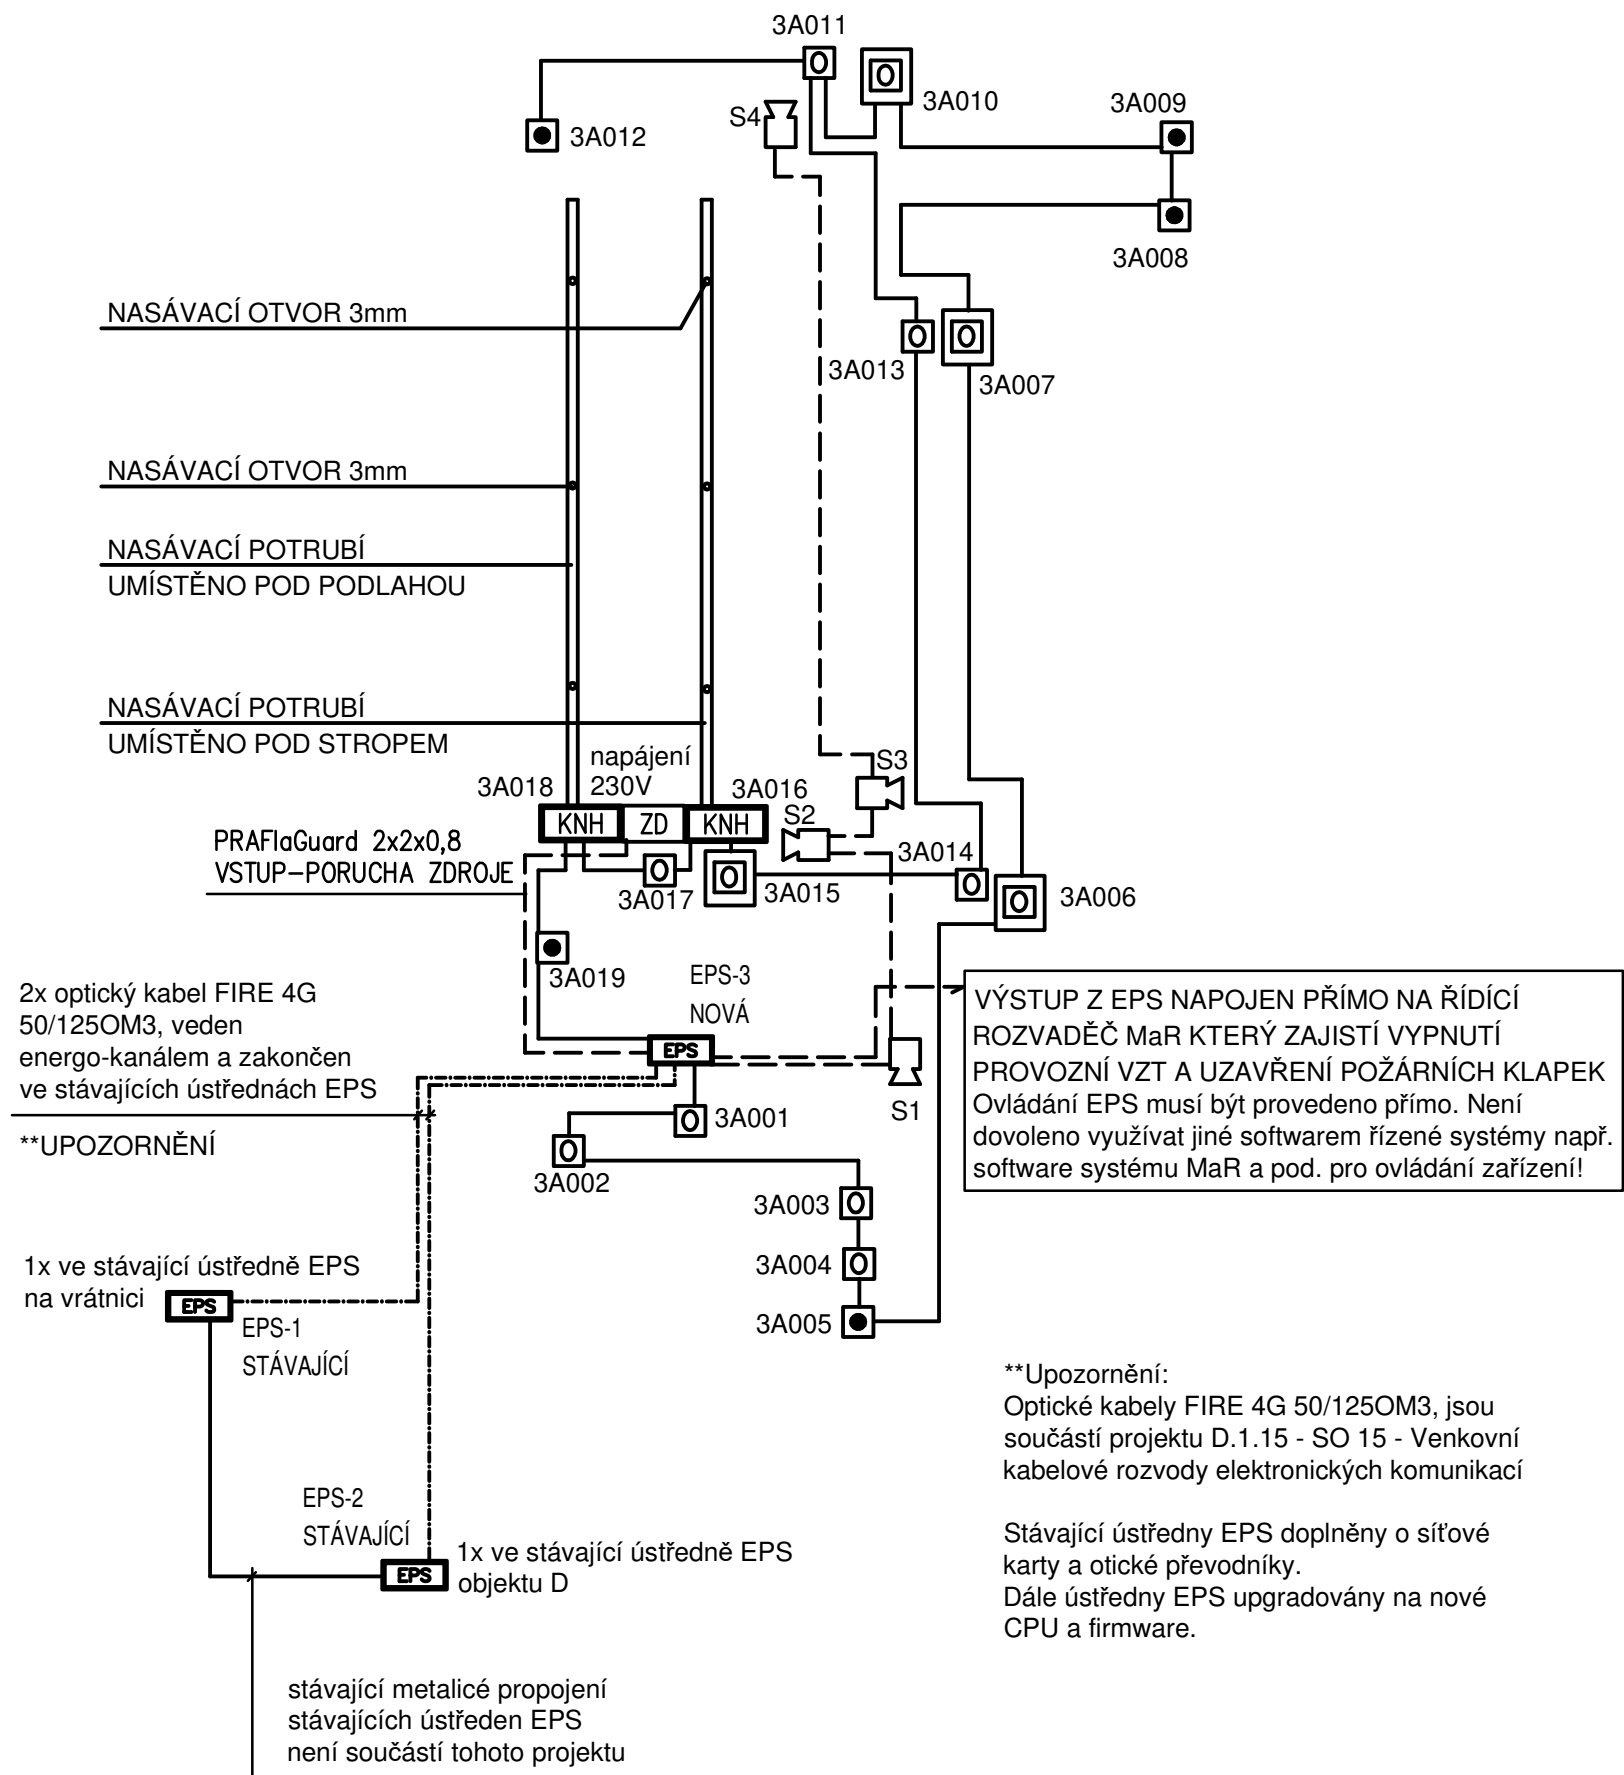 3A011
3A010
3A009
S4
3A012
3A008
NASÁVACÍ OTVOR 3mm
3A013
3A007
NASÁVACÍ OTVOR 3mm
NASÁVACÍ POTRUBÍ
UMÍSTĚNO POD PODLAHOU
NASÁVACÍ POTRUBÍ
UMÍSTĚNO POD STROPEM
napájení
230V
3A018
3A016
S3
S2
KNH
ZD
KNH
PRAFlaGuard 2x2x0,8
VSTUP-PORUCHA ZDROJE
3A014
3A017
3A015
3A006
3A019
EPS-3
NOVÁ
EPS
2x optický kabel FIRE 4G
50/125OM3, veden
energo-kanálem a zakončen
ve stávajících ústřednách EPS
**UPOZORNĚNÍ
VÝSTUP Z EPS NAPOJEN PŘÍMO NA ŘÍDÍCÍ
ROZVADĚČ MaR KTERÝ ZAJISTÍ VYPNUTÍ
PROVOZNÍ VZT A UZAVŘENÍ POŽÁRNÍCH KLAPEK
Ovládání EPS musí být provedeno přímo. Není
dovoleno využívat jiné softwarem řízené systémy např.
software systému MaR a pod. pro ovládání zařízení!
S1
3A001
3A002
3A003
3A004
3A005
1x ve stávající ústředně EPS
na vrátnici
EPS
EPS-1
STÁVAJÍCÍ
EPS-2
STÁVAJÍCÍ
EPS
1x ve stávající ústředně EPS
objektu D
**Upozornění:
Optické kabely FIRE 4G 50/125OM3, jsou
součástí projektu D.1.15 - SO 15 - Venkovní
kabelové rozvody elektronických komunikací
Stávající ústředny EPS doplněny o síťové
karty a otické převodníky.
Dále ústředny EPS upgradovány na nové
CPU a firmware.
stávající metalicé propojení
stávajících ústředen EPS
není součástí tohoto projektu